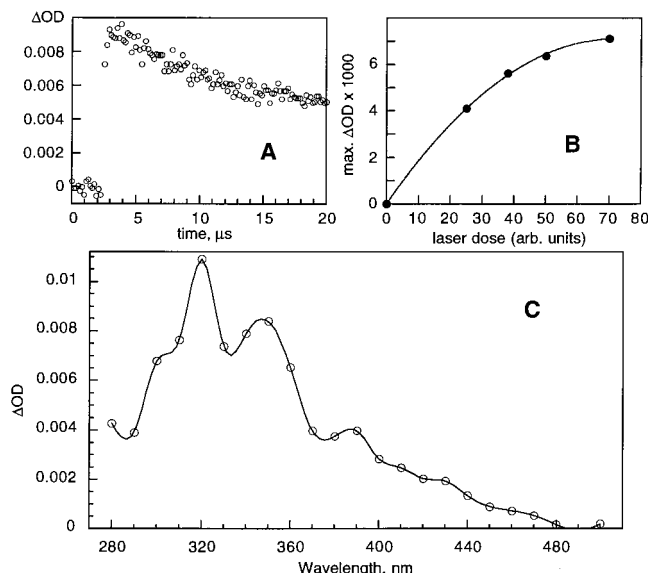 ΔOD
0.008
0.006
0.004
0.002
0
0 5 10 15 20
time, μs
A
max. ΔOD x 1000
6
4
2
0
0 10 20 30 40 50 60 70 80
laser dose (arb. units)
B
ΔOD
0.01
0.008
0.006
0.004
0.002
0
280 320 360 400 440 480
Wavelength, nm
C